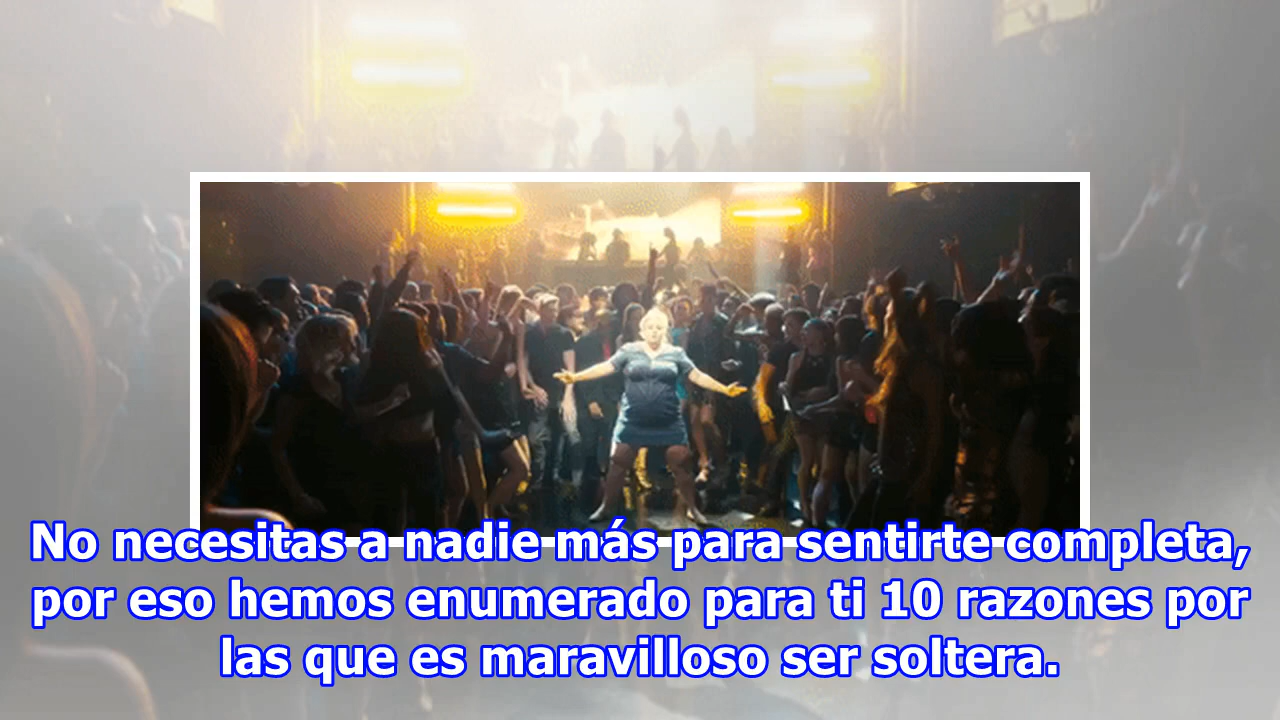 No necesitas a nadie más para sentirte completa,
por eso hemos enumerado para ti 10 razones por
las que es maravilloso ser soltera.